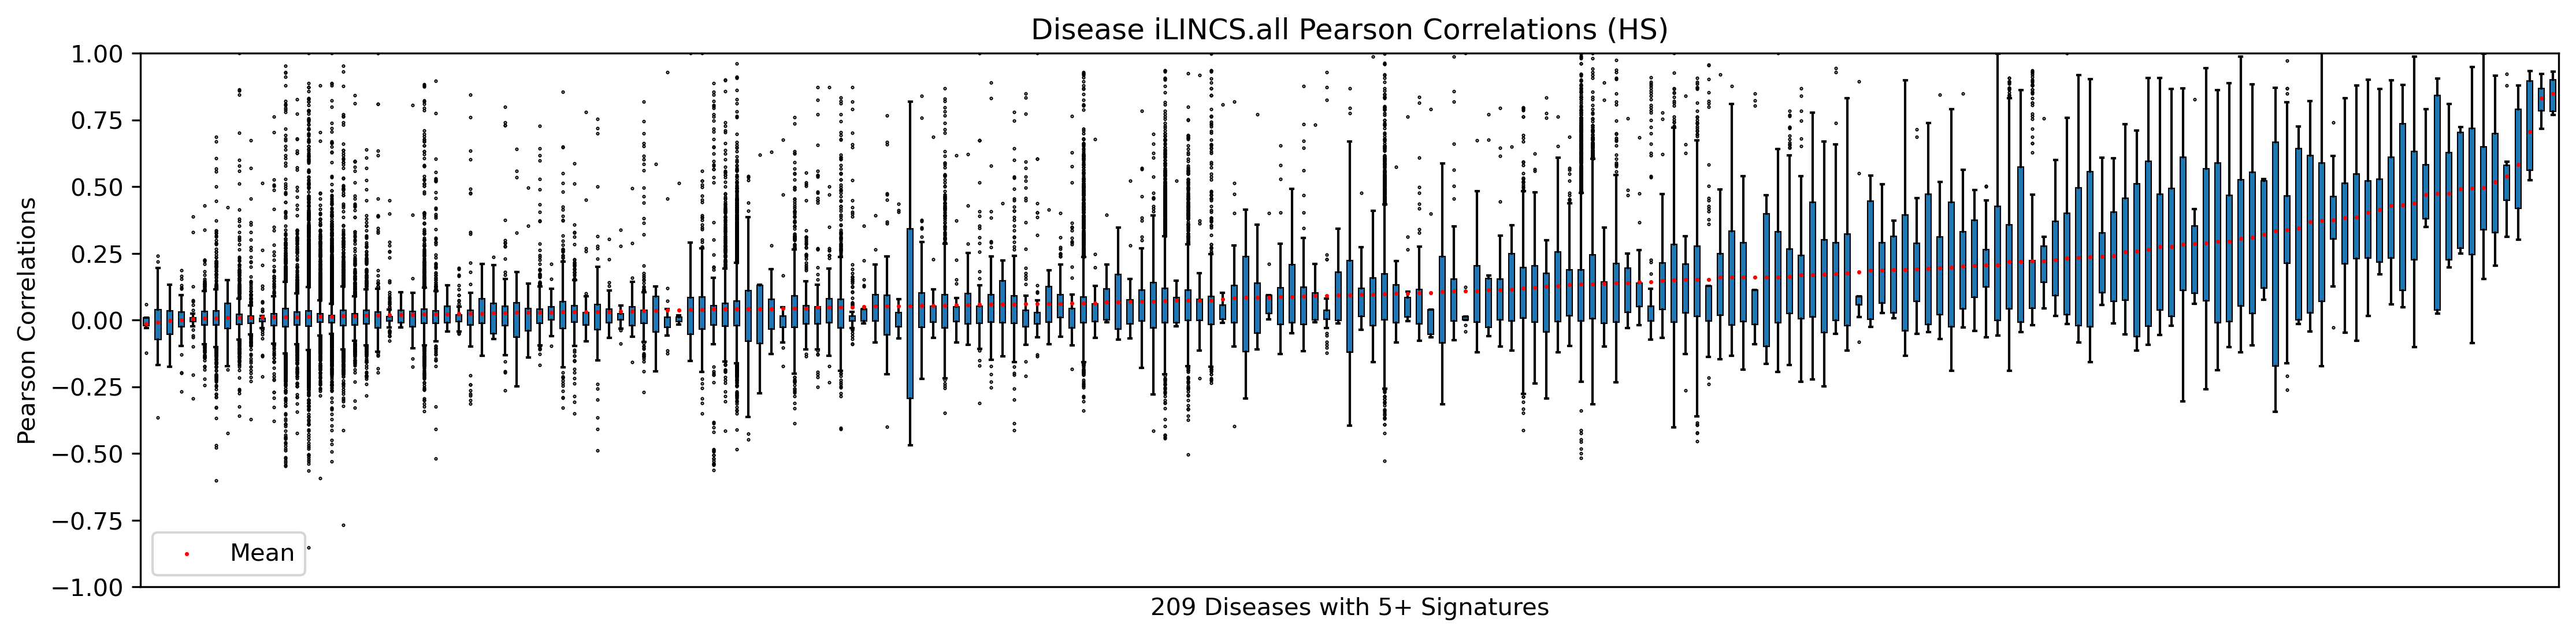 Disease iLINCS.all Pearson Correlations (HS)
1.00
0.75
0.50
0.25
0.00
−0.25
−0.50
−0.75
−1.00
Pearson Correlations
Mean
209 Diseases with 5+ Signatures